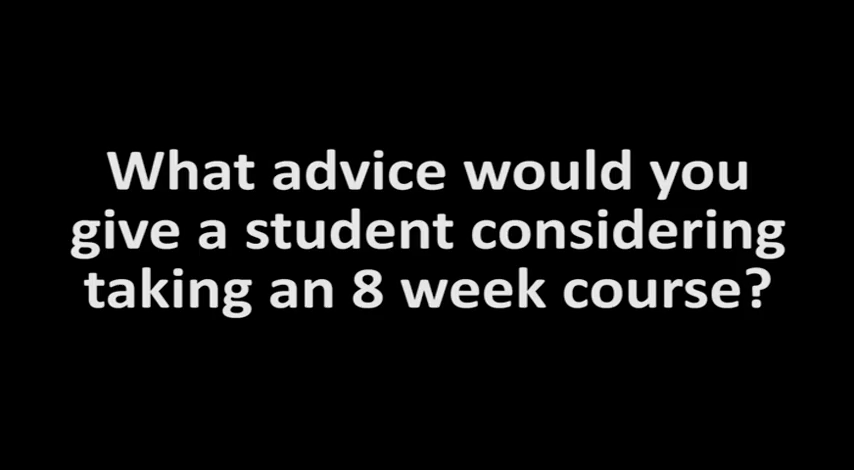 What advice would you
give a student considering
taking an 8 week course?